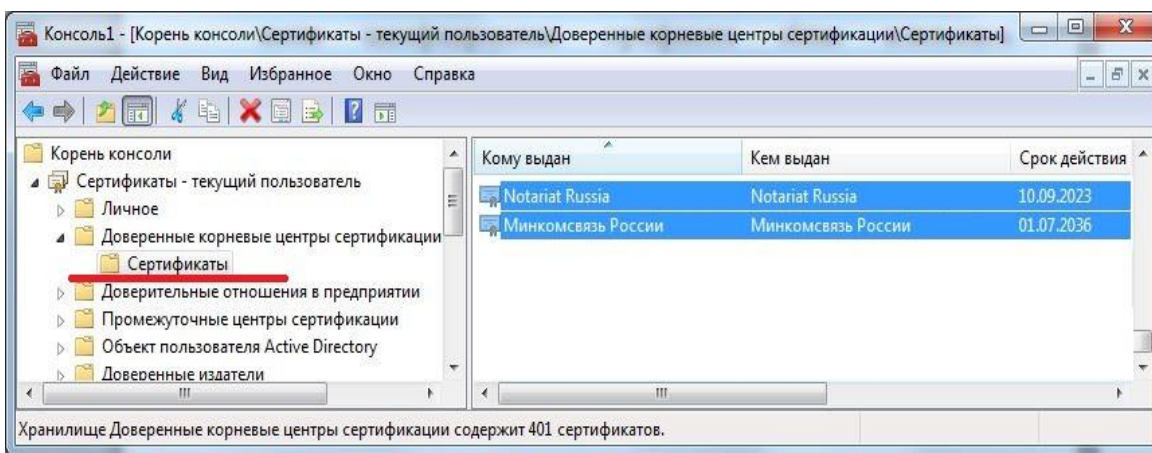 Консоль1 - [Корень консоли\Сертификаты - текущий пользователь\Доверенные корневые центры сертификации\Сертификаты]
Файл Действие Вид Избранное Окно Справка
Корень консоли
Сертификаты - текущий пользователь
Личное
Доверенные корневые центры сертификации
Сертификаты
Доверительные отношения в предприятии
Промежуточные центры сертификации
Объект пользователя Active Directory
Доверенные издатели
Кому выдан Кем выдан Срок действия
Notariat Russia Notariat Russia 10.09.2023
Минкомсвязь России Минкомсвязь России 01.07.2036
Хранилище Доверенные корневые центры сертификации содержит 401 сертификатов.